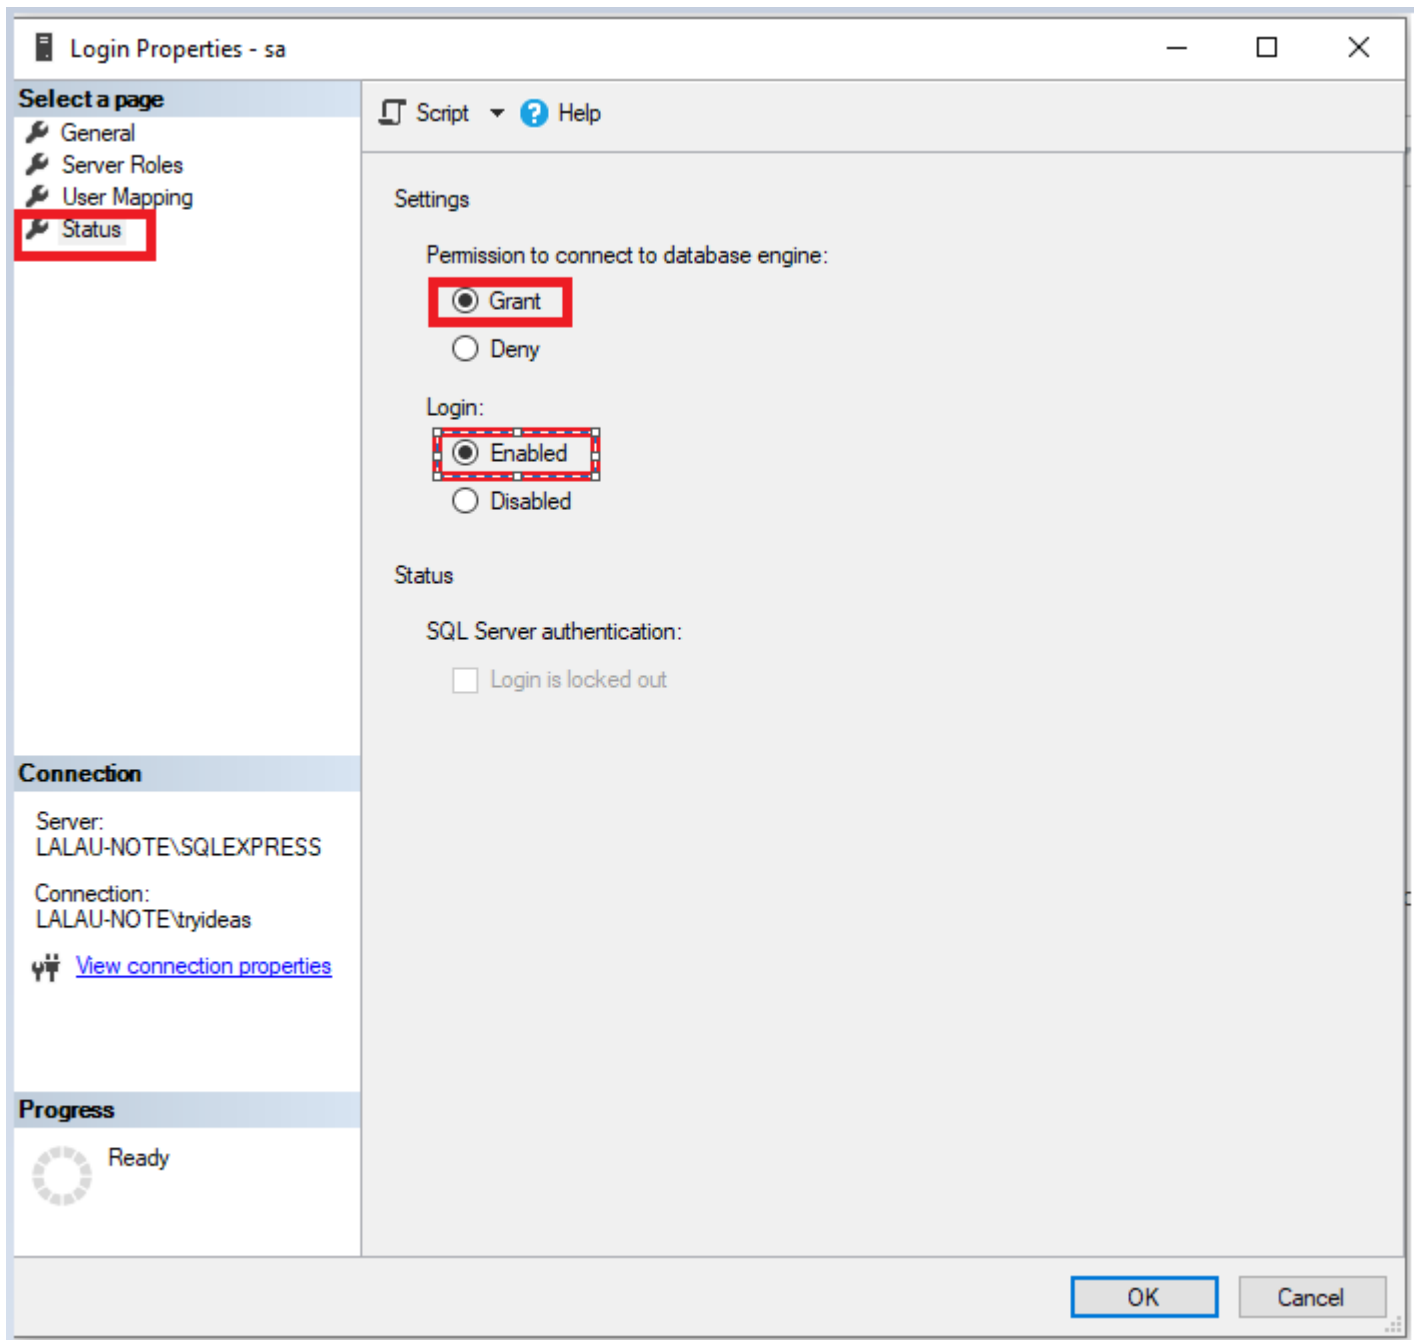 Login Properties - sa
Select a page
General
Server Roles
User Mapping
Status
Script
Help
Settings
Permission to connect to database engine:
Grant
Deny
Login:
Enabled
Disabled
Status
SQL Server authentication:
Login is locked out
Connection
Server:
LALAU-NOTE\SQLEXPRESS
Connection:
LALAU-NOTE\tryideas
View connection properties
Progress
Ready
OK
Cancel